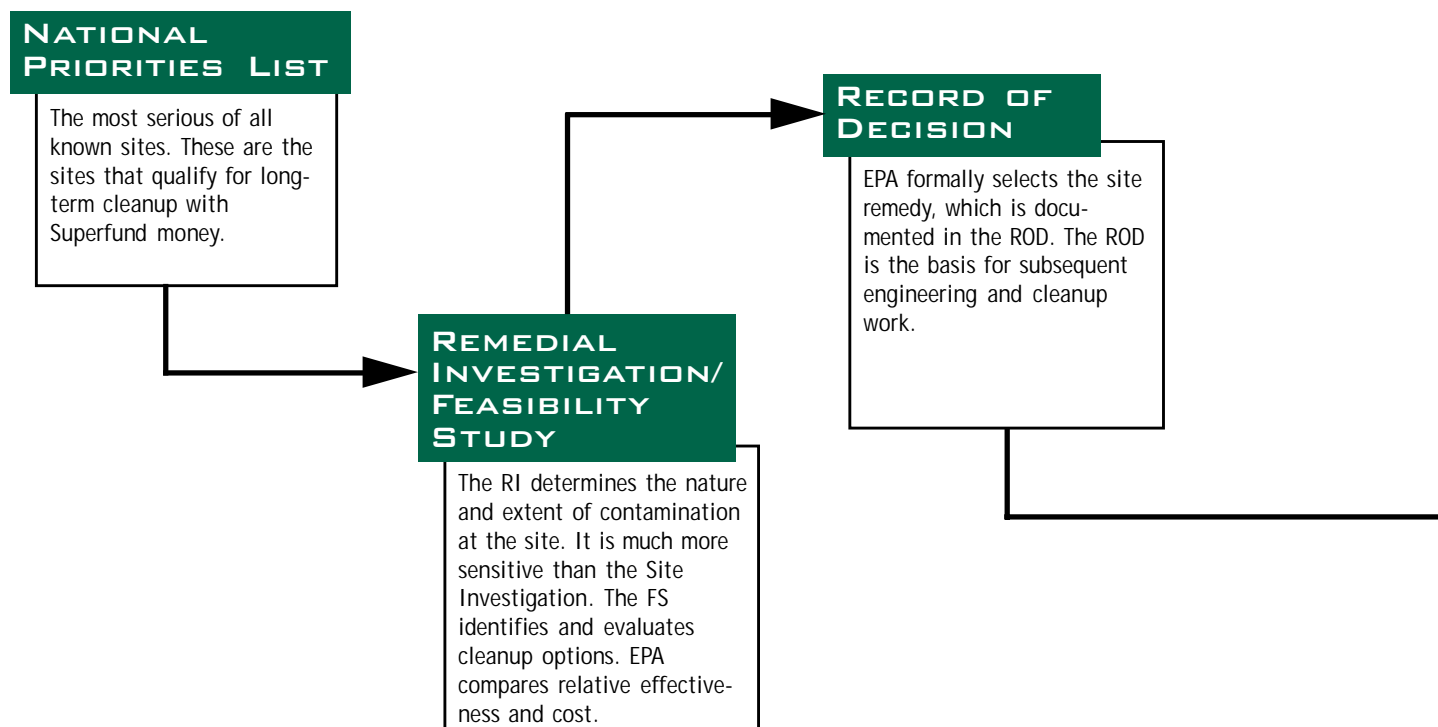 NATIONAL
PRIORITIES LIST
The most serious of all
known sites. These are the
sites that qualify for long-
term cleanup with
Superfund money.
REMEDIAL
INVESTIGATION/
FEASIBILITY
STUDY
The RI determines the nature
and extent of contamination
at the site. It is much more
sensitive than the Site
Investigation. The FS
identifies and evaluates
cleanup options. EPA
compares relative effective-
ness and cost.
RECORD OF
DECISION
EPA formally selects the site
remedy, which is docu-
mented in the ROD. The ROD
is the basis for subsequent
engineering and cleanup
work.